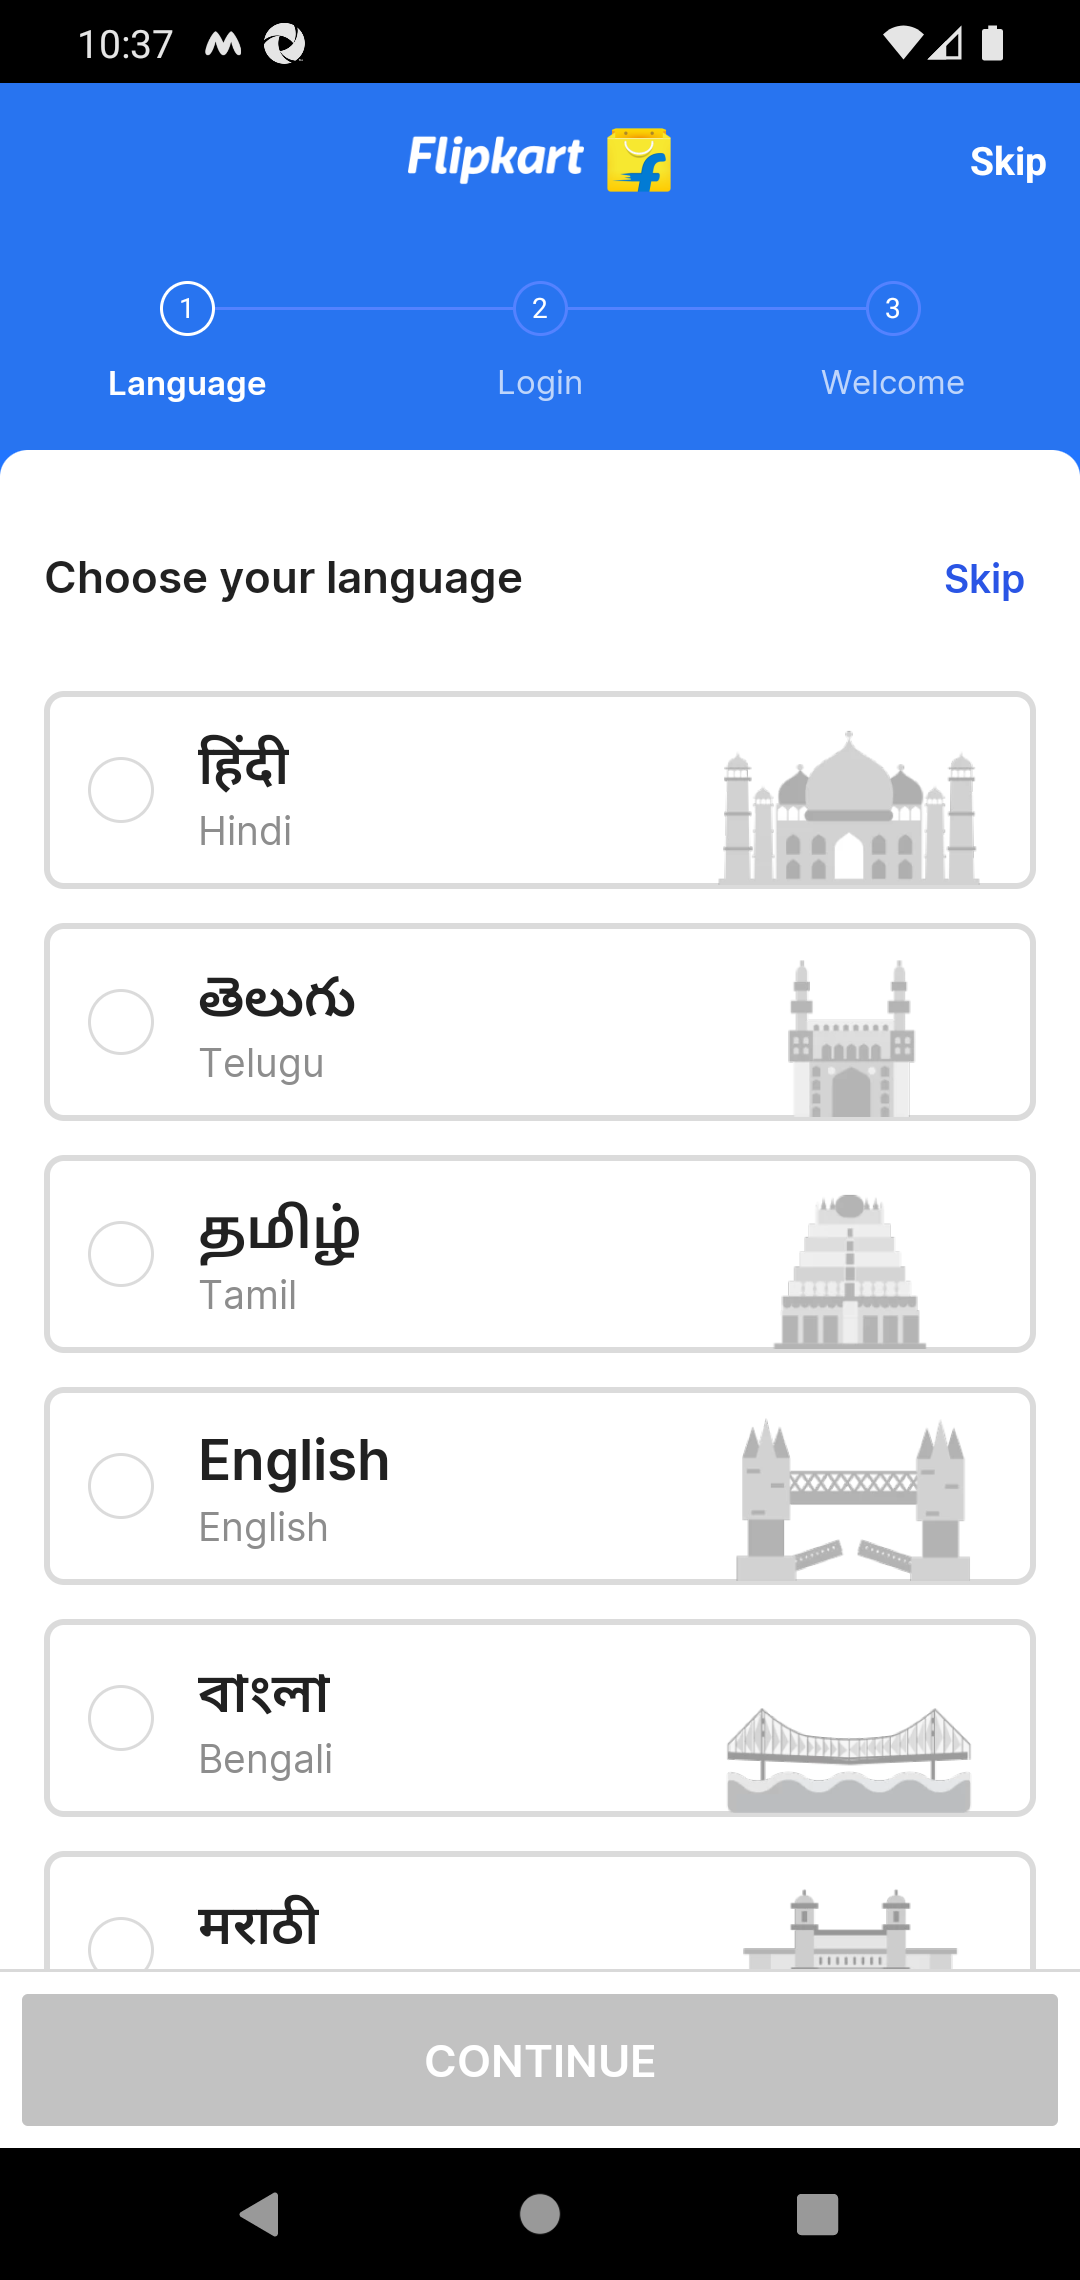 10:37
Flipkart
Skip
1 2 3
Language Login Welcome
Choose your language Skip
हिंदी
Hindi
తెలుగు
Telugu
தமிழ்
Tamil
English
English
বাংলা
Bengali
मराठी
CONTINUE